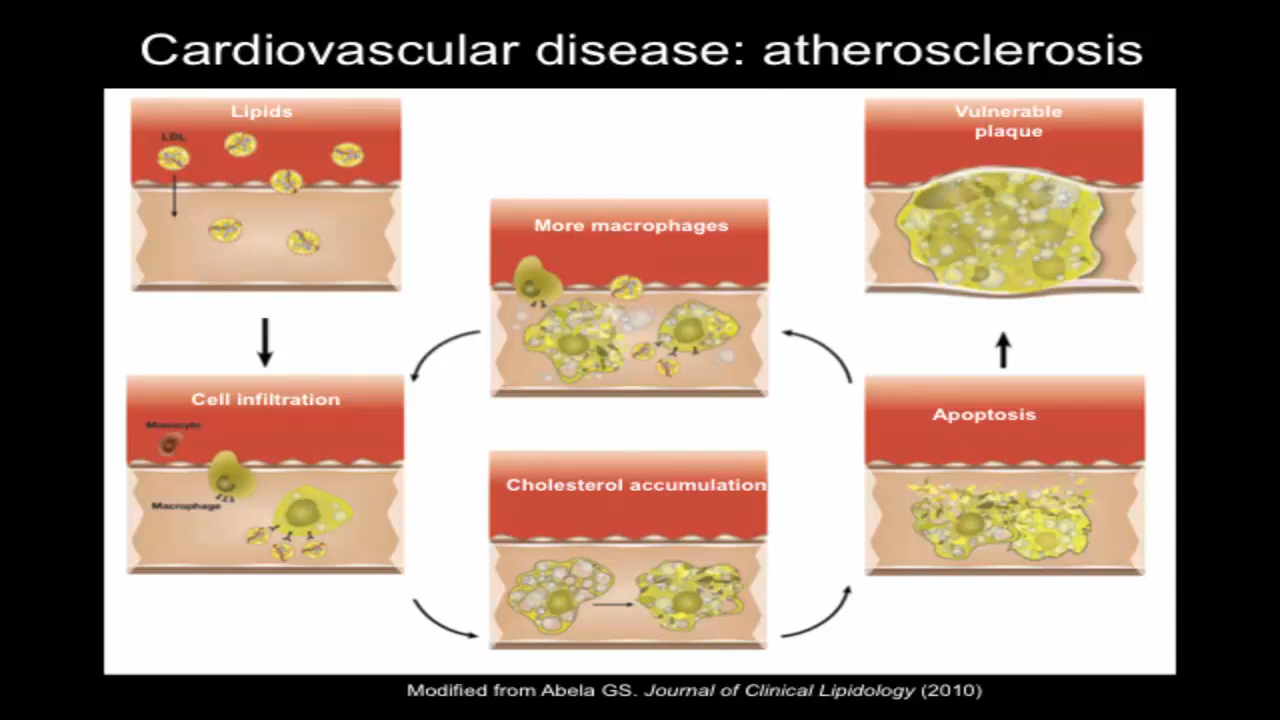 Cardiovascular disease: atherosclerosis
Lipids
LDL
Vulnerable
plaque
More macrophages
Cell infiltration
Monocyte
Macrophage
Cholesterol accumulation
Apoptosis
Modified from Abela GS. Journal of Clinical Lipidology (2010)